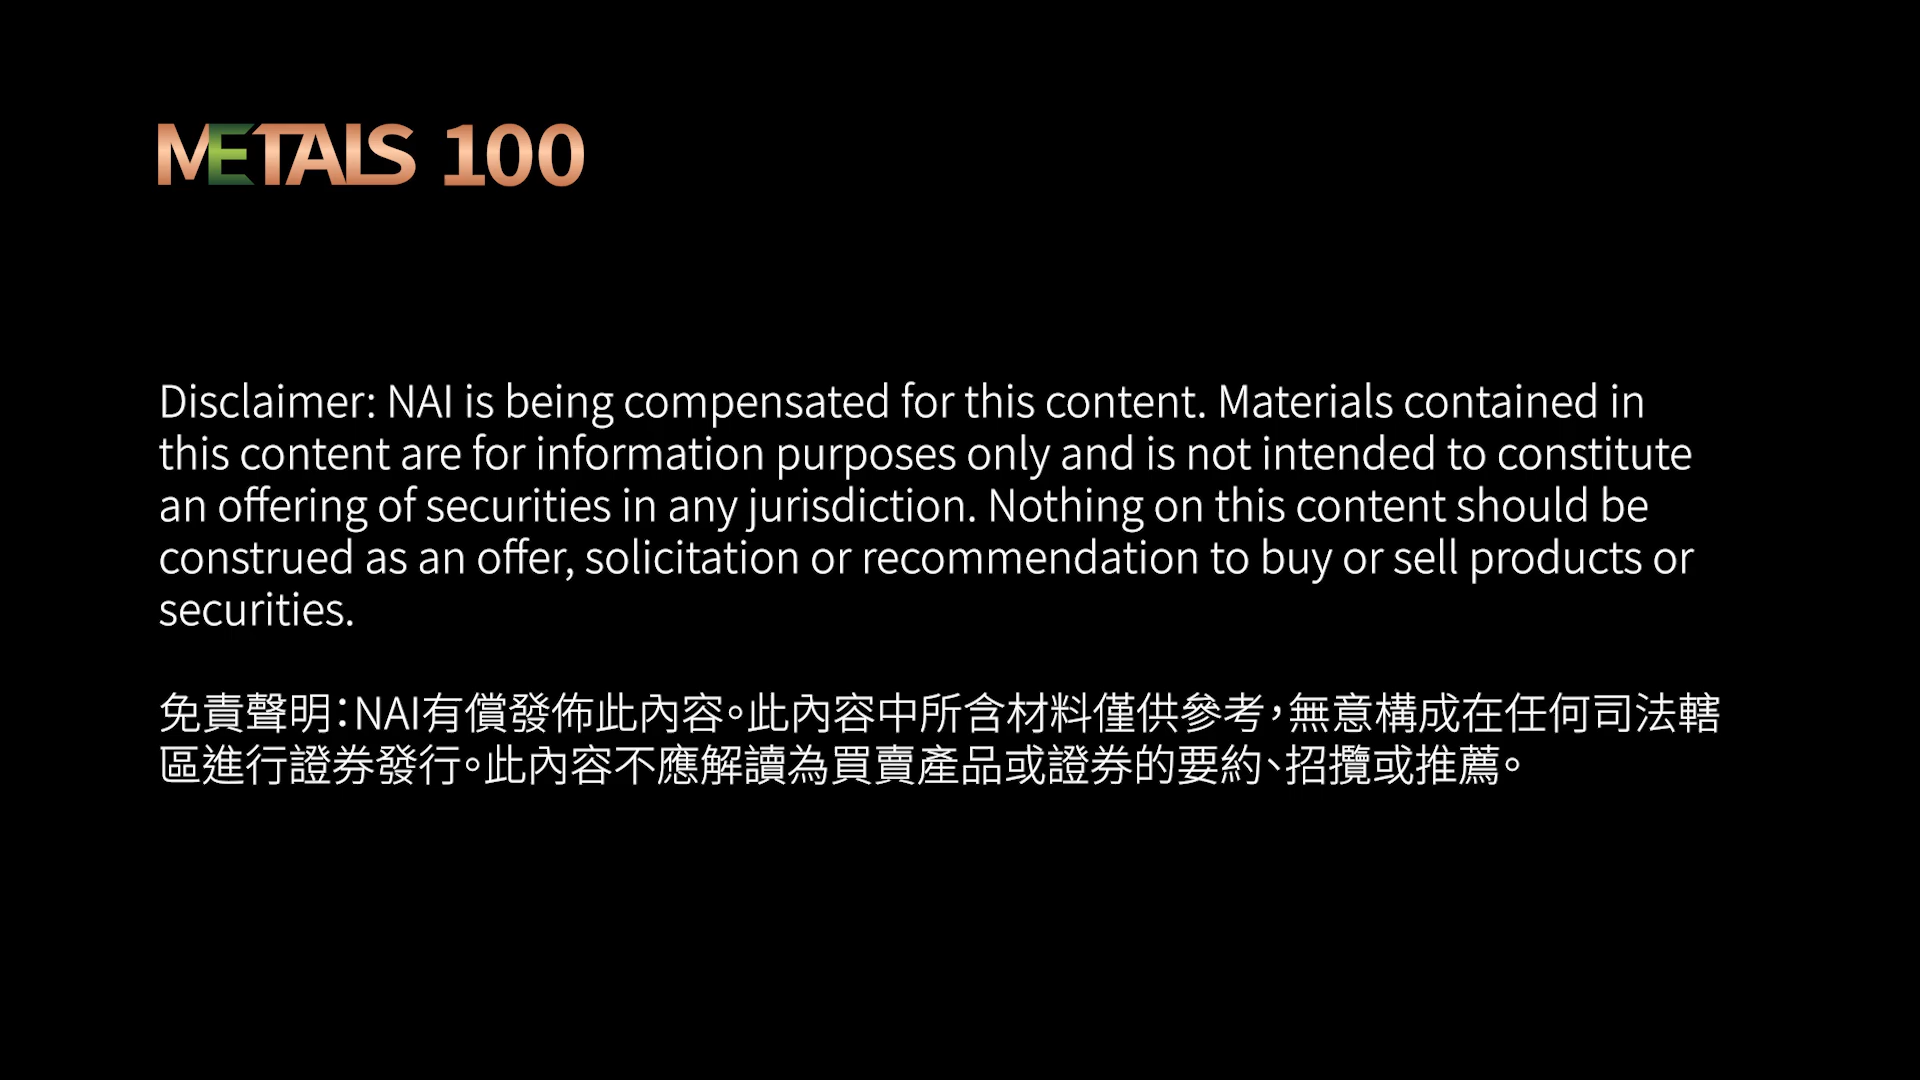 METALS 100
Disclaimer: NAI is being compensated for this content. Materials contained in
this content are for information purposes only and is not intended to constitute
an offering of securities in any jurisdiction. Nothing on this content should be
construed as an offer, solicitation or recommendation to buy or sell products or
securities.
免責聲明：NAI有償發佈此內容。此內容中所含材料僅供參考，無意構成在任何司法轄
區進行證券發行。此內容不應解讀為買賣產品或證券的要約、招攬或推薦。